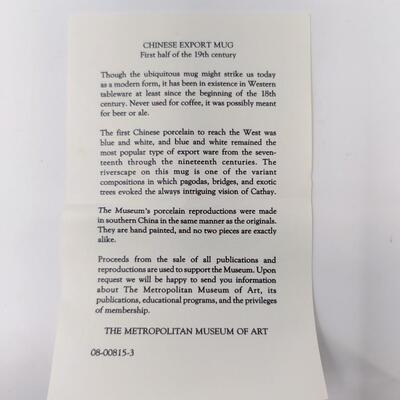 CHINESE EXPORT MUG
First half of the 19th century
Though the ubiquitous mug might strike us today
as a modern form, it has been in existence in Western
tableware at least since the beginning of the 18th
century. Never used for coffee, it was possibly meant
for beer or ale.
The first Chinese porcelain to reach the West was
blue and white, and blue and white remained the
most popular type of export ware from the seven-
teenth through the nineteenth centuries. The
riverscape on this mug is one of the variant
compositions in which pagodas, bridges, and exotic
trees evoked the always intriguing vision of Cathay.
The Museum's porcelain reproductions were made
in southern China in the same manner as the originals.
They are hand painted, and no two pieces are exactly
alike.
Proceeds from the sale of all publications and
reproductions are used to support the Museum. Upon
request we will be happy to send you information
about The Metropolitan Museum of Art, its
publications, educational programs, and the privileges
of membership.
THE METROPOLITAN MUSEUM OF ART
08-00815-3